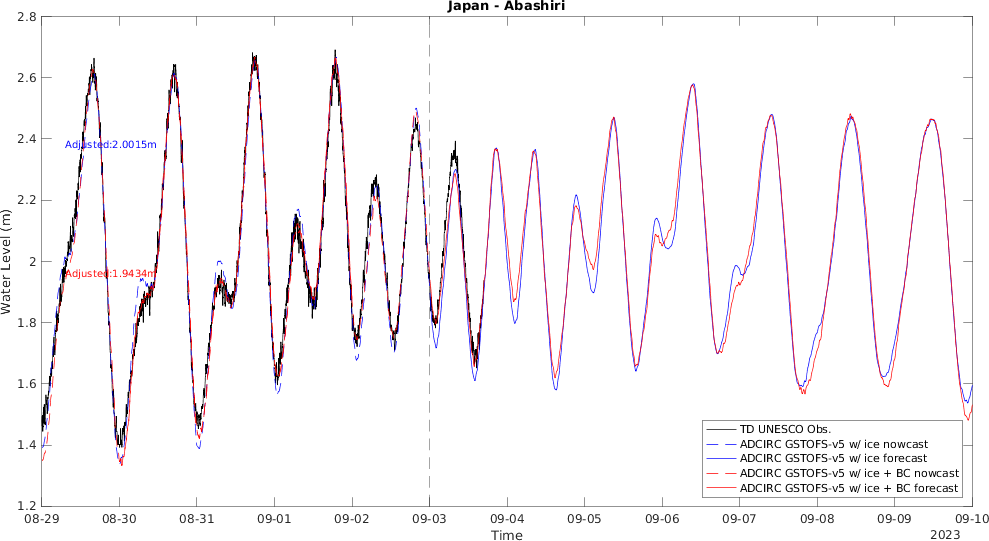 Japan - Abashiri
2.8
2.6
2.4
2.2
2
1.8
1.6
1.4
1.2
Water Level (m)
Adjusted:2.0015m
Adjusted:1.9434m
TD UNESCO Obs.
ADCIRC GSTOFS-v5 w/ ice nowcast
ADCIRC GSTOFS-v5 w/ ice forecast
ADCIRC GSTOFS-v5 w/ ice + BC nowcast
ADCIRC GSTOFS-v5 w/ ice + BC forecast
08-29 08-30 08-31 09-01 09-02 09-03 09-04 09-05 09-06 09-07 09-08 09-09 09-10
Time
2023